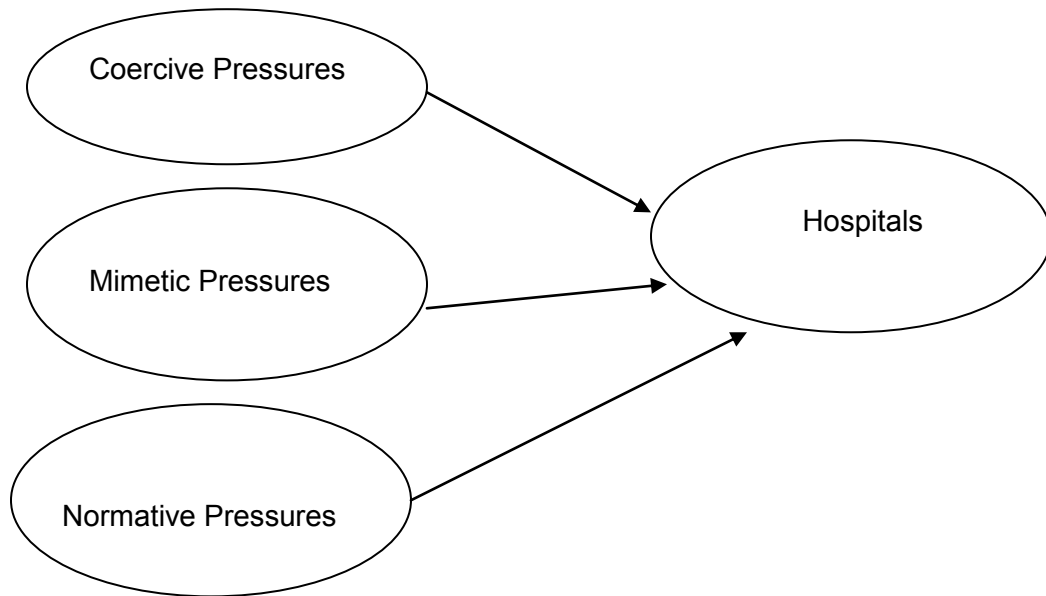 Coercive Pressures
Hospitals
Mimetic Pressures
Normative Pressures